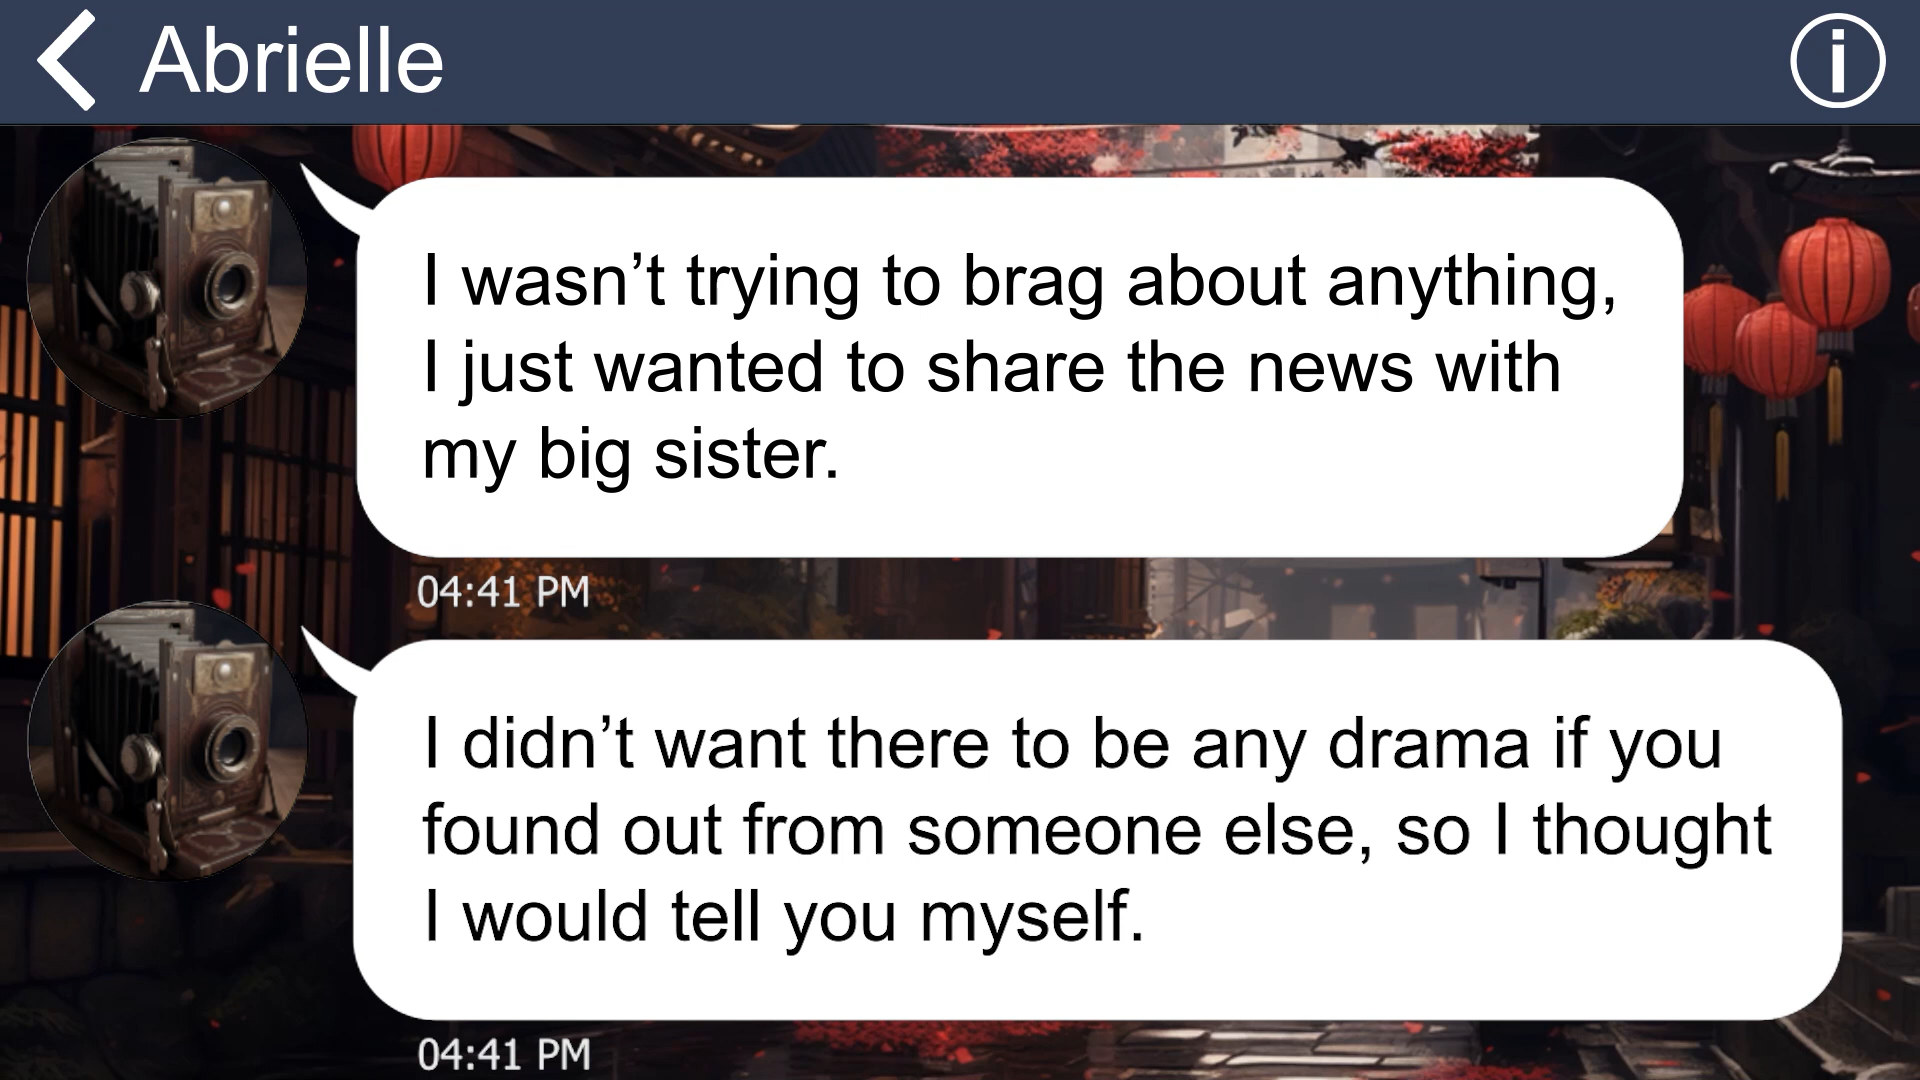 Abrielle
I wasn’t trying to brag about anything,
I just wanted to share the news with
my big sister.
04:41 PM
I didn’t want there to be any drama if you
found out from someone else, so I thought
I would tell you myself.
04:41 PM